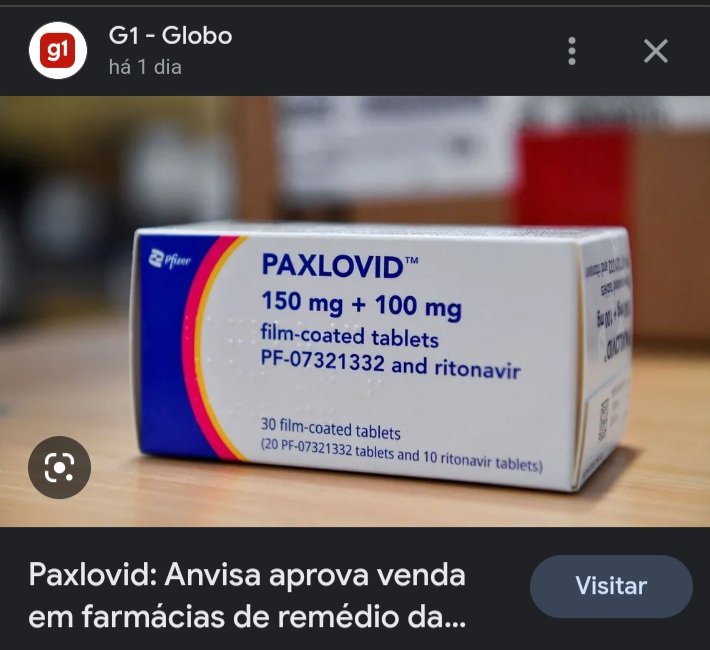 G1 - Globo
há 1 dia
g1
Pfizer
PAXLOVID™
150 mg + 100 mg
film-coated tablets
PF-07321332 and ritonavir
30 film-coated tablets
(20 PF-07321332 tablets and 10 ritonavir tablets)
Paxlovid: Anvisa aprova venda
em farmácias de remédio da...
Visitar